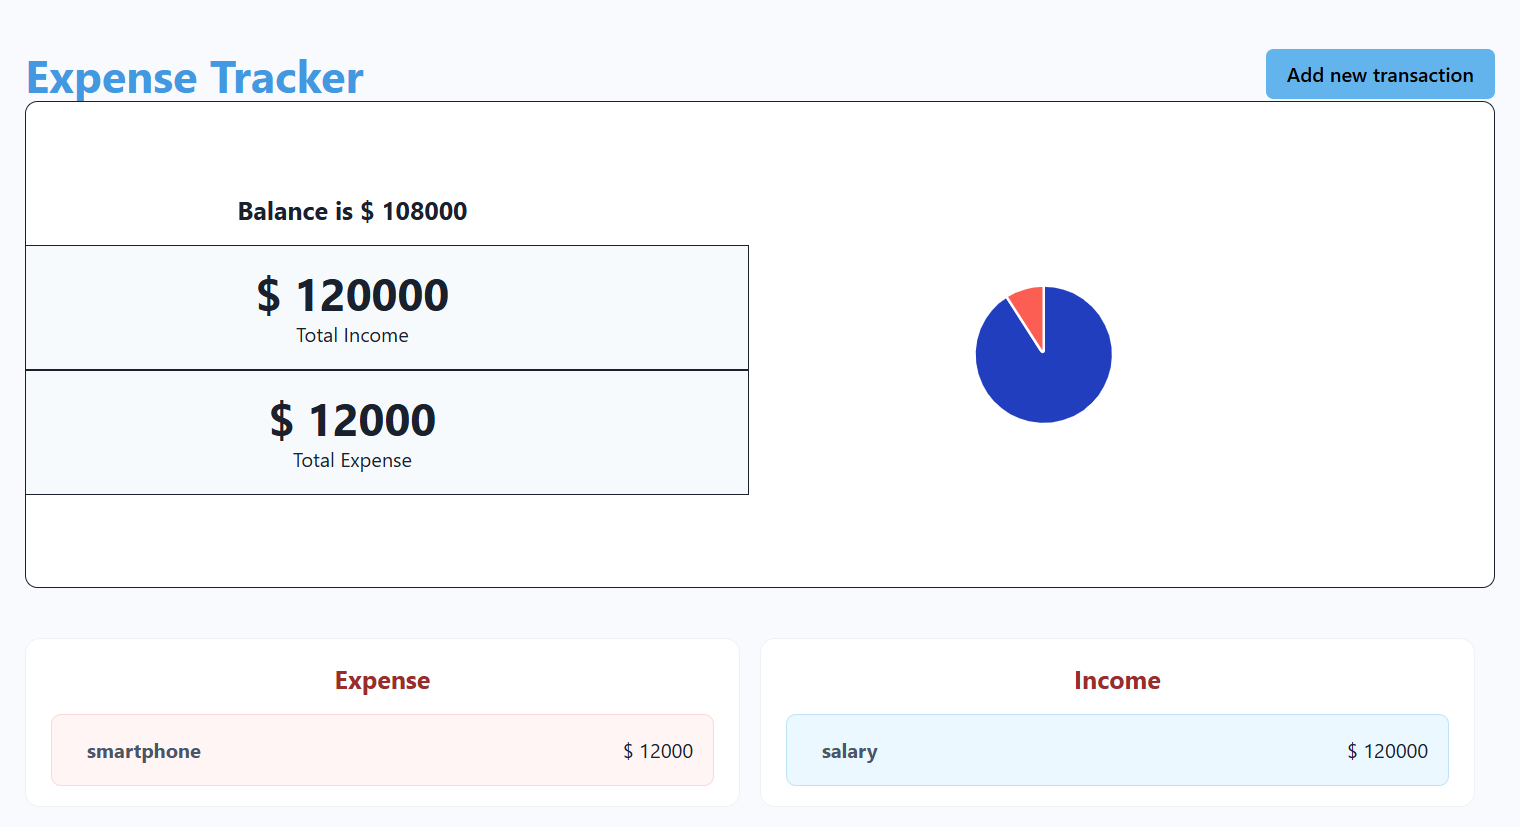 Expense Tracker
Add new transaction
Balance is $ 108000
$ 120000
Total Income
$ 12000
Total Expense
Expense
smartphone $ 12000
Income
salary $ 120000